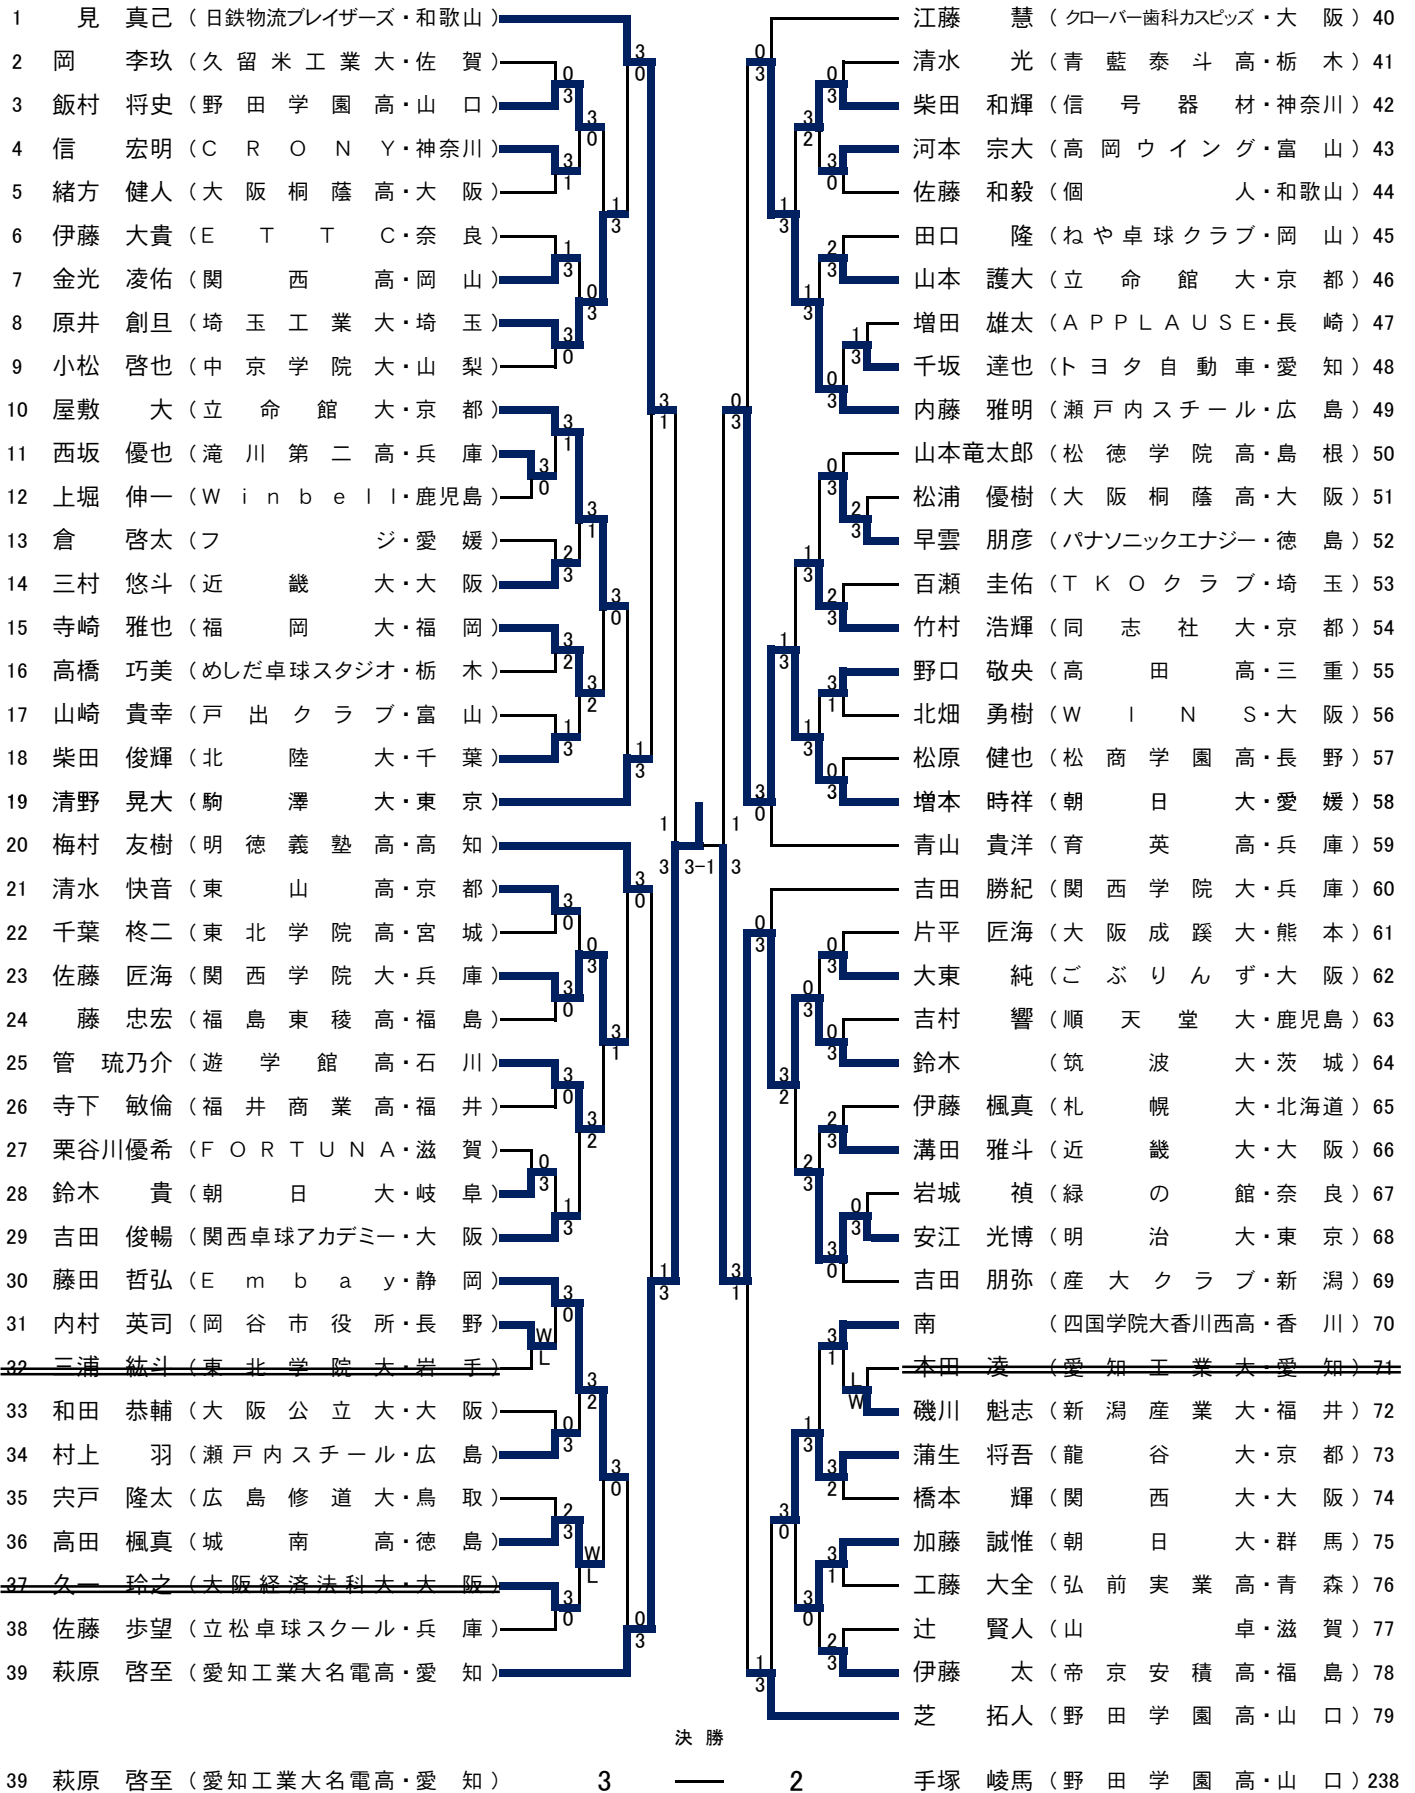 1 見 真己 (日鉄物流ブレイザーズ・和歌山)
2 岡 李玖 (久留米工業大・佐賀)
3 飯村 将史 (野田学園高・山口)
4 信 宏明 (CRONY・神奈川)
5 緒方 健人 (大阪桐蔭高・大阪)
6 伊藤 大貴 (ETTC・奈良)
7 金光 凌佑 (関西高・岡山)
8 原井 創旦 (埼玉工業大・埼玉)
9 小松 啓也 (中京学院大・山梨)
10 屋敷 大 (立命館大・京都)
11 西坂 優也 (滝川第二高・兵庫)
12 上堀 伸一 (Winbell・鹿児島)
13 倉 啓太 (フジ・愛媛)
14 三村 悠斗 (近畿大・大阪)
15 寺崎 雅也 (福岡大・福岡)
16 高橋 巧美 (めしだ卓球スタジオ・栃木)
17 山崎 貴幸 (戸出クラブ・富山)
18 柴田 俊輝 (北陸大・千葉)
19 清野 晃大 (駒澤大・東京)
20 梅村 友樹 (明徳義塾高・高知)
21 清水 快音 (東山高・京都)
22 千葉 柊二 (東北学院高・宮城)
23 佐藤 匠海 (関西学院大・兵庫)
24 藤 忠宏 (福島東稜高・福島)
25 管 琉乃介 (遊学館高・石川)
26 寺下 敏倫 (福井商業高・福井)
27 栗谷川優希 (FORTUNA・滋賀)
28 鈴木 貴 (朝日大・岐阜)
29 吉田 俊暢 (関西卓球アカデミー・大阪)
30 藤田 哲弘 (Embay・静岡)
31 内村 英司 (岡谷市役所・長野)
32 三浦 紘斗 (東北学院大・岩手)
33 和田 恭輔 (大阪公立大・大阪)
34 村上 羽 (瀬戸内スチール・広島)
35 宍戸 隆太 (広島修道大・鳥取)
36 高田 楓真 (城南高・徳島)
37 久一 玲之 (大阪経済法科大・大阪)
38 佐藤 歩望 (立松卓球スクール・兵庫)
39 萩原 啓至 (愛知工業大名電高・愛知)
江藤 慧 (クローバー歯科カスピッズ・大阪) 40
清水 光 (青藍泰斗高・栃木) 41
柴田 和輝 (信号器材・神奈川) 42
河本 宗大 (高岡ウイング・富山) 43
佐藤 和毅 (個人・和歌山) 44
田口 隆 (ねや卓球クラブ・岡山) 45
山本 護大 (立命館大・京都) 46
増田 雄太 (APPLAUSE・長崎) 47
千坂 達也 (トヨタ自動車・愛知) 48
内藤 雅明 (瀬戸内スチール・広島) 49
山本竜太郎 (松徳学院高・島根) 50
松浦 優樹 (大阪桐蔭高・大阪) 51
早雲 朋彦 (パナソニックエナジー・徳島) 52
百瀬 圭佑 (TKOクラブ・埼玉) 53
竹村 浩輝 (同志社大・京都) 54
野口 敬央 (高田高・三重) 55
北畑 勇樹 (WINS・大阪) 56
松原 健也 (松商学園高・長野) 57
増本 時祥 (朝日大・愛媛) 58
青山 貴洋 (育英高・兵庫) 59
吉田 勝紀 (関西学院大・兵庫) 60
片平 匠海 (大阪成蹊大・熊本) 61
大東 純 (ごぶりんず・大阪) 62
吉村 響 (順天堂大・鹿児島) 63
鈴木 (筑波大・茨城) 64
伊藤 楓真 (札幌大・北海道) 65
溝田 雅斗 (近畿大・大阪) 66
岩城 禎 (緑の館・奈良) 67
安江 光博 (明治大・東京) 68
吉田 朋弥 (産大クラブ・新潟) 69
南 (四国学院大香川西高・香川) 70
本田 凌 (愛知工業大・愛知) 71
磯川 魁志 (新潟産業大・福井) 72
蒲生 将吾 (龍谷大・京都) 73
橋本 輝 (関西大・大阪) 74
加藤 誠惟 (朝日大・群馬) 75
工藤 大全 (弘前実業高・青森) 76
辻 賢人 (山卓・滋賀) 77
伊藤 太 (帝京安積高・福島) 78
芝 拓人 (野田学園高・山口) 79
1 3 3-1 1 3
決勝
39 萩原 啓至 (愛知工業大名電高・愛知) 3 — 2 手塚 崚馬 (野田学園高・山口) 238